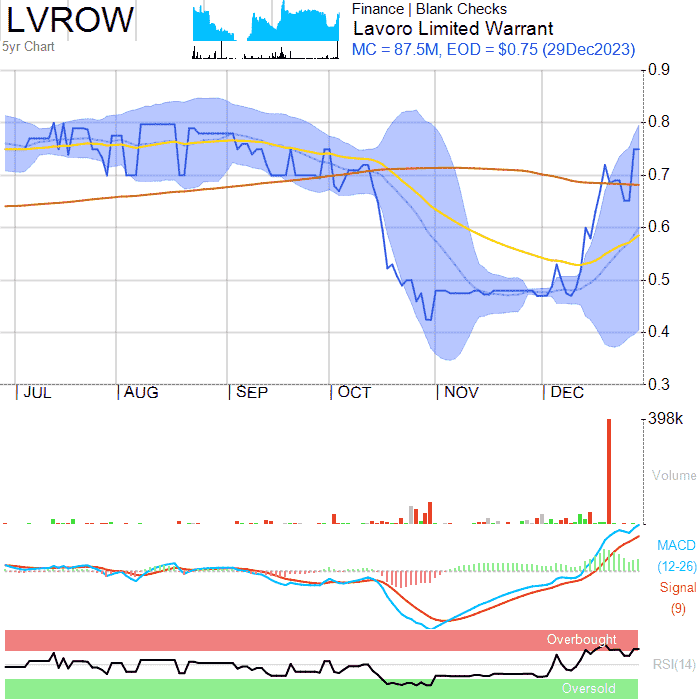 LVROW
5yr Chart
Finance | Blank Checks
Lavoro Limited Warrant
MC = 87.5M, EOD = $0.75 (29Dec2023)
0.9
0.8
0.7
0.6
0.5
0.4
0.3
JUL AUG SEP OCT NOV DEC
398k
Volume
MACD
(12-26)
Signal
(9)
Overbought
RSI(14)
Oversold